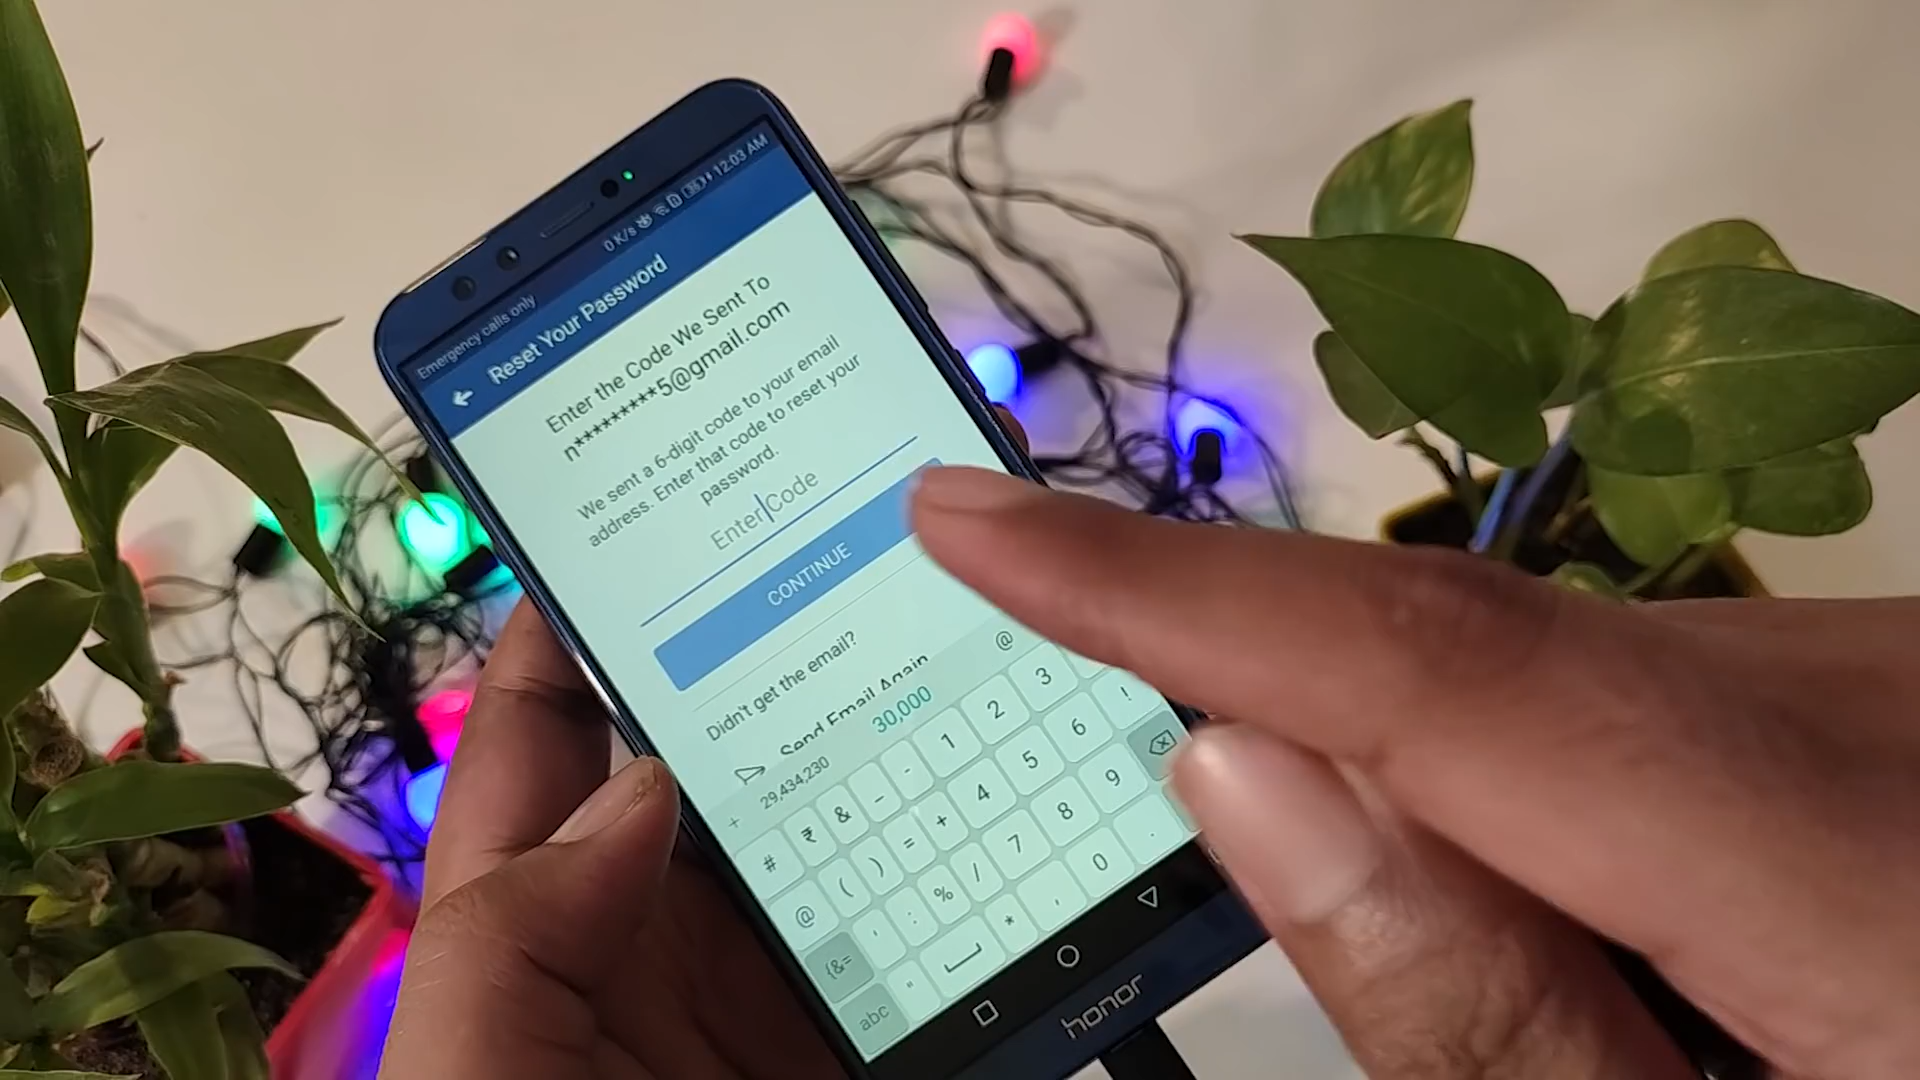 Emergency calls only 0 K/s 36 12:03 AM
Reset Your Password
Enter the Code We Sent To
n*********5@gmail.com
We sent a 6-digit code to your email
address. Enter that code to reset your
password.
Enter Code
CONTINUE
Didn't get the email?
Send Email Again
+ 29,434,230 30,000 @
# ₹ & _ - 1 2 3
@ ( ) = + 4 5 6 !
{&= ' : % / 7 8 9
abc " * , 0 .
honor